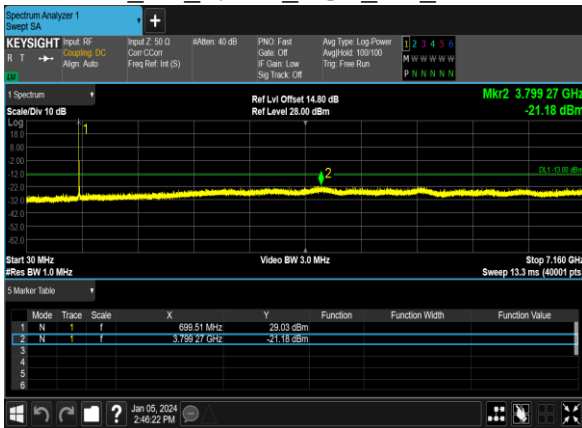 Spectrum Analyzer 1
Swept SA
+
KEYSIGHT
R T
LV
Input: RF
Coupling: DC
Align: Auto
Input Z: 50 Ω
Corr CCorr
Freq Ref: Int (S)
#Atten: 40 dB
PNO: Fast
Gate: Off
IF Gain: Low
Sig Track: Off
Avg Type: Log-Power
Avg|Hold: 100/100
Trig: Free Run
1 2 3 4 5 6
M W W W W W
P N N N N N
1 Spectrum
Scale/Div 10 dB
Ref Lvl Offset 14.80 dB
Ref Level 28.00 dBm
Mkr2 3.799 27 GHz
-21.18 dBm
Log
18.0
8.00
-2.00
-12.0
-22.0
-32.0
-42.0
-52.0
-62.0
1
2
DL1 -13.00 dBm
Start 30 MHz
#Res BW 1.0 MHz
Video BW 3.0 MHz
Stop 7.160 GHz
Sweep 13.3 ms (40001 pts
5 Marker Table
Mode Trace Scale X Y Function Function Width Function Value
1 N 1 f 699.51 MHz 29.03 dBm
2 N 1 f 3.799 27 GHz -21.18 dBm
3
4
5
6
?
Jan 05, 2024
2:46:22 PM